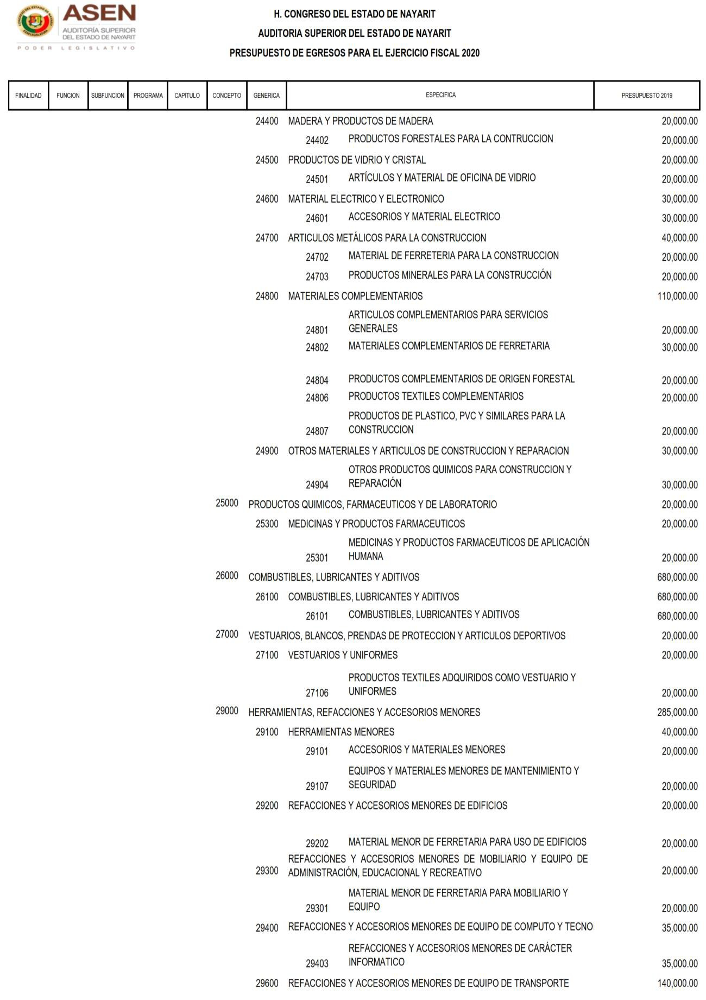 ASEN
AUDITORÍA SUPERIOR
DEL ESTADO DE NAYARIT
PODER LEGISLATIVO
H. CONGRESO DEL ESTADO DE NAYARIT
AUDITORIA SUPERIOR DEL ESTADO DE NAYARIT
PRESUPUESTO DE EGRESOS PARA EL EJERCICIO FISCAL 2020
FINALIDAD FUNCION SUBFUNCION PROGRAMA CAPITULO CONCEPTO GENERICA ESPECIFICA PRESUPUESTO 2019
24400 MADERA Y PRODUCTOS DE MADERA 20,000.00
24402 PRODUCTOS FORESTALES PARA LA CONTRUCCION 20,000.00
24500 PRODUCTOS DE VIDRIO Y CRISTAL 20,000.00
24501 ARTÍCULOS Y MATERIAL DE OFICINA DE VIDRIO 20,000.00
24600 MATERIAL ELECTRICO Y ELECTRONICO 30,000.00
24601 ACCESORIOS Y MATERIAL ELECTRICO 30,000.00
24700 ARTICULOS METÁLICOS PARA LA CONSTRUCCION 40,000.00
24702 MATERIAL DE FERRETERIA PARA LA CONSTRUCCION 20,000.00
24703 PRODUCTOS MINERALES PARA LA CONSTRUCCIÓN 20,000.00
24800 MATERIALES COMPLEMENTARIOS 110,000.00
ARTICULOS COMPLEMENTARIOS PARA SERVICIOS
24801 GENERALES 20,000.00
24802 MATERIALES COMPLEMENTARIOS DE FERRETARIA 30,000.00
24804 PRODUCTOS COMPLEMENTARIOS DE ORIGEN FORESTAL 20,000.00
24806 PRODUCTOS TEXTILES COMPLEMENTARIOS 20,000.00
PRODUCTOS DE PLASTICO, PVC Y SIMILARES PARA LA
24807 CONSTRUCCION 20,000.00
24900 OTROS MATERIALES Y ARTICULOS DE CONSTRUCCION Y REPARACION 30,000.00
OTROS PRODUCTOS QUIMICOS PARA CONSTRUCCION Y
24904 REPARACIÓN 30,000.00
25000 PRODUCTOS QUIMICOS, FARMACEUTICOS Y DE LABORATORIO 20,000.00
25300 MEDICINAS Y PRODUCTOS FARMACEUTICOS 20,000.00
MEDICINAS Y PRODUCTOS FARMACEUTICOS DE APLICACIÓN
25301 HUMANA 20,000.00
26000 COMBUSTIBLES, LUBRICANTES Y ADITIVOS 680,000.00
26100 COMBUSTIBLES, LUBRICANTES Y ADITIVOS 680,000.00
26101 COMBUSTIBLES, LUBRICANTES Y ADITIVOS 680,000.00
27000 VESTUARIOS, BLANCOS, PRENDAS DE PROTECCION Y ARTICULOS DEPORTIVOS 20,000.00
27100 VESTUARIOS Y UNIFORMES 20,000.00
PRODUCTOS TEXTILES ADQUIRIDOS COMO VESTUARIO Y
27106 UNIFORMES 20,000.00
29000 HERRAMIENTAS, REFACCIONES Y ACCESORIOS MENORES 285,000.00
29100 HERRAMIENTAS MENORES 40,000.00
29101 ACCESORIOS Y MATERIALES MENORES 20,000.00
EQUIPOS Y MATERIALES MENORES DE MANTENIMIENTO Y
29107 SEGURIDAD 20,000.00
29200 REFACCIONES Y ACCESORIOS MENORES DE EDIFICIOS 20,000.00
29202 MATERIAL MENOR DE FERRETARIA PARA USO DE EDIFICIOS 20,000.00
REFACCIONES Y ACCESORIOS MENORES DE MOBILIARIO Y EQUIPO DE
29300 ADMINISTRACIÓN, EDUCACIONAL Y RECREATIVO 20,000.00
MATERIAL MENOR DE FERRETARIA PARA MOBILIARIO Y
29301 EQUIPO 20,000.00
29400 REFACCIONES Y ACCESORIOS MENORES DE EQUIPO DE COMPUTO Y TECNO 35,000.00
REFACCIONES Y ACCESORIOS MENORES DE CARÁCTER
29403 INFORMATICO 35,000.00
29600 REFACCIONES Y ACCESORIOS MENORES DE EQUIPO DE TRANSPORTE 140,000.00